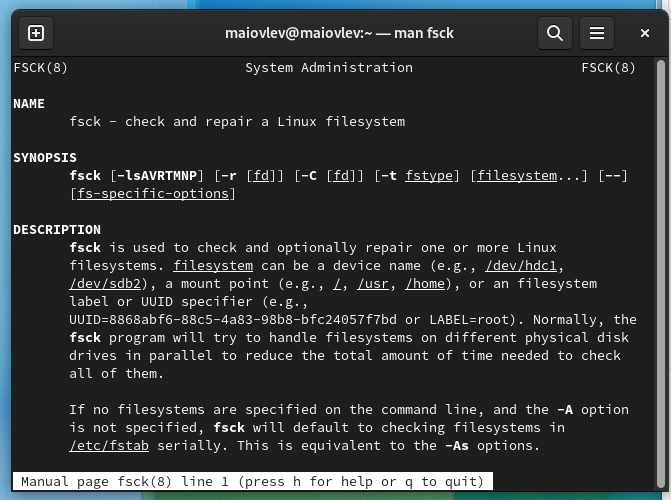 maiovlev@maiovlev:~ — man fsck
FSCK(8) System Administration FSCK(8)
NAME
fsck - check and repair a Linux filesystem
SYNOPSIS
fsck [-lsAVRTMNP] [-r [fd]] [-C [fd]] [-t fstype] [filesystem...] [--]
[fs-specific-options]
DESCRIPTION
fsck is used to check and optionally repair one or more Linux
filesystems. filesystem can be a device name (e.g., /dev/hdc1,
/dev/sdb2), a mount point (e.g., /, /usr, /home), or an filesystem
label or UUID specifier (e.g.,
UUID=8868abf6-88c5-4a83-98b8-bfc24057f7bd or LABEL=root). Normally, the
fsck program will try to handle filesystems on different physical disk
drives in parallel to reduce the total amount of time needed to check
all of them.
If no filesystems are specified on the command line, and the -A option
is not specified, fsck will default to checking filesystems in
/etc/fstab serially. This is equivalent to the -As options.
Manual page fsck(8) line 1 (press h for help or q to quit)